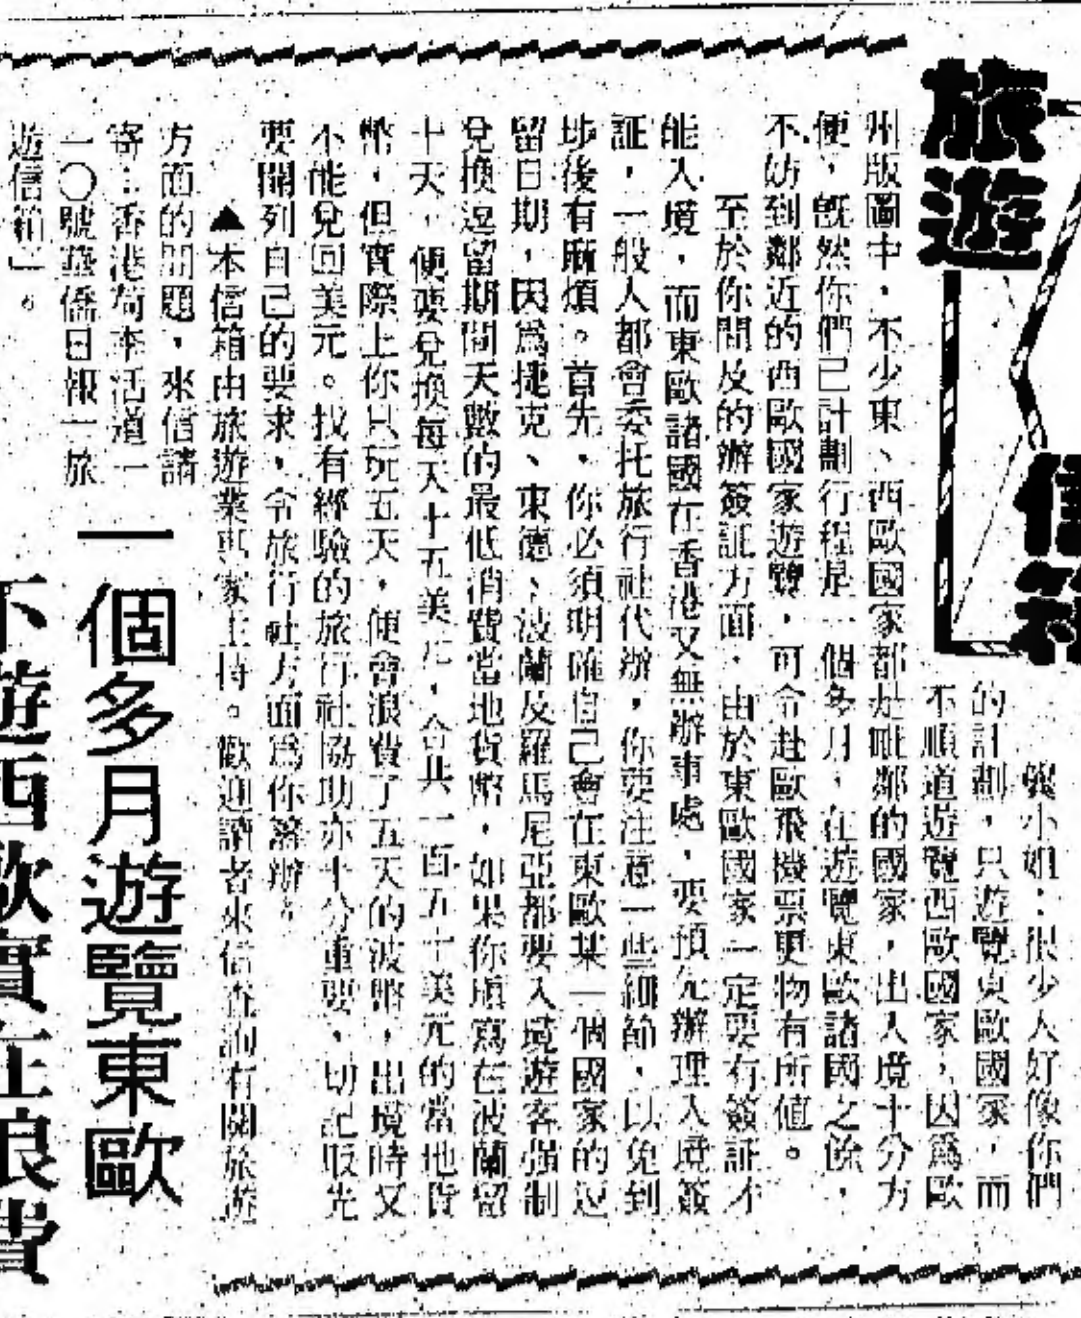 旅遊
信箱
一個多月遊覽東歐
不遊西歐實在浪費
小姐：很少人好像你們
的計劃，只遊覽東歐國家，而
不順道遊覽西歐國家，因爲歐
州版圖中，不少東、西歐國家都是毗鄰的國家，出入境十分方
便，既然你們已計劃行程是一個多月，在遊覽東歐諸國之餘，
不妨到鄰近的西歐國家遊覽，可令赴歐飛機票更物有所值。
至於你問及的辦簽証方面，由於東歐國家一定要有簽証才
能入境，而東歐諸國在香港又無辦事處，要預先辦理入境簽
証，一般人都會委托旅行社代辦，你要注意一些細節，以免到
埗後有麻煩。首先，你必須明確自己會在東歐某一個國家的逗
留日期，因爲捷克、東德、波蘭及羅馬尼亞都要入境遊客強制
兌換逗留期間天數的最低消費當地貨幣，如果你填寫在波蘭留
十天，便要兌換每天十五美元，合共一百五十美元的當地貨
幣，但實際上你只玩五天，便會浪費了五天的波幣，出境時又
不能兌回美元。找有經驗的旅行社協助亦十分重要，切記取先
要開列自己的要求，令旅行社方面爲你籌辦。
▲本信箱由旅遊業專家主持。歡迎讀者來信查詢有關旅遊
方面的問題，來信請
寄：香港荷李活道一
一〇號華僑日報「旅
遊信箱」。